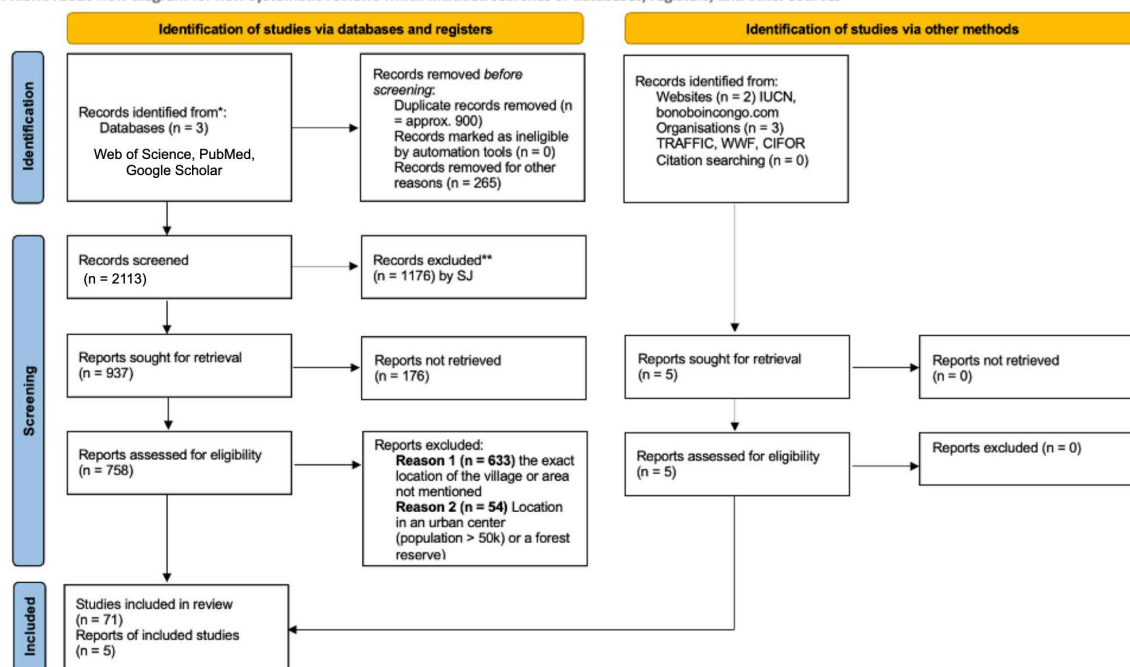 Identification of studies via databases and registers
Identification of studies via other methods
Identification
Records identified from*:
Databases (n = 3)
Web of Science, PubMed,
Google Scholar
Records removed before
screening:
Duplicate records removed (n
= approx. 900)
Records marked as ineligible
by automation tools (n = 0)
Records removed for other
reasons (n = 265)
Records identified from:
Websites (n = 2) IUCN,
bonoboincongo.com
Organisations (n = 3)
TRAFFIC, WWF, CIFOR
Citation searching (n = 0)
Screening
Records screened
(n = 2113)
Records excluded**
(n = 1176) by SJ
Reports sought for retrieval
(n = 937)
Reports not retrieved
(n = 176)
Reports sought for retrieval
(n = 5)
Reports not retrieved
(n = 0)
Reports assessed for eligibility
(n = 758)
Reports excluded:
Reason 1 (n = 633) the exact
location of the village or area
not mentioned
Reason 2 (n = 54) Location
in an urban center
(population > 50k) or a forest
reserve)
Reports assessed for eligibility
(n = 5)
Reports excluded (n = 0)
Included
Studies included in review
(n = 71)
Reports of included studies
(n = 5)